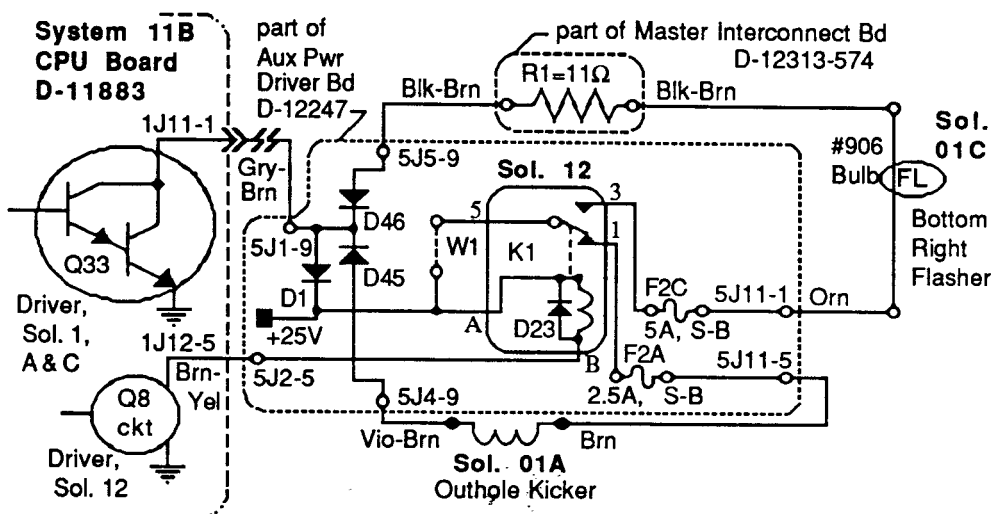 System 11B
CPU Board
D-11883
part of
Aux Pwr
Driver Bd
D-12247
part of Master Interconnect Bd
D-12313-574
R1=11Ω
Blk-Brn
Blk-Brn
1J11-1
Gry-
Brn
5J5-9
Sol. 12
#906
Bulb
FL
Sol.
01C
Bottom
Right
Flasher
D46
5J1-9
D45
5
W1
K1
3
1
Q33
D1
+25V
A
D23
B
F2C
5A, S-B
5J11-1
Orn
Driver,
Sol. 1,
A & C
1J12-5
Brn-
Yel
5J2-5
F2A
2.5A, S-B
5J11-5
Q8
ckt
5J4-9
Vio-Brn
Brn
Driver,
Sol. 12
Sol. 01A
Outhole Kicker